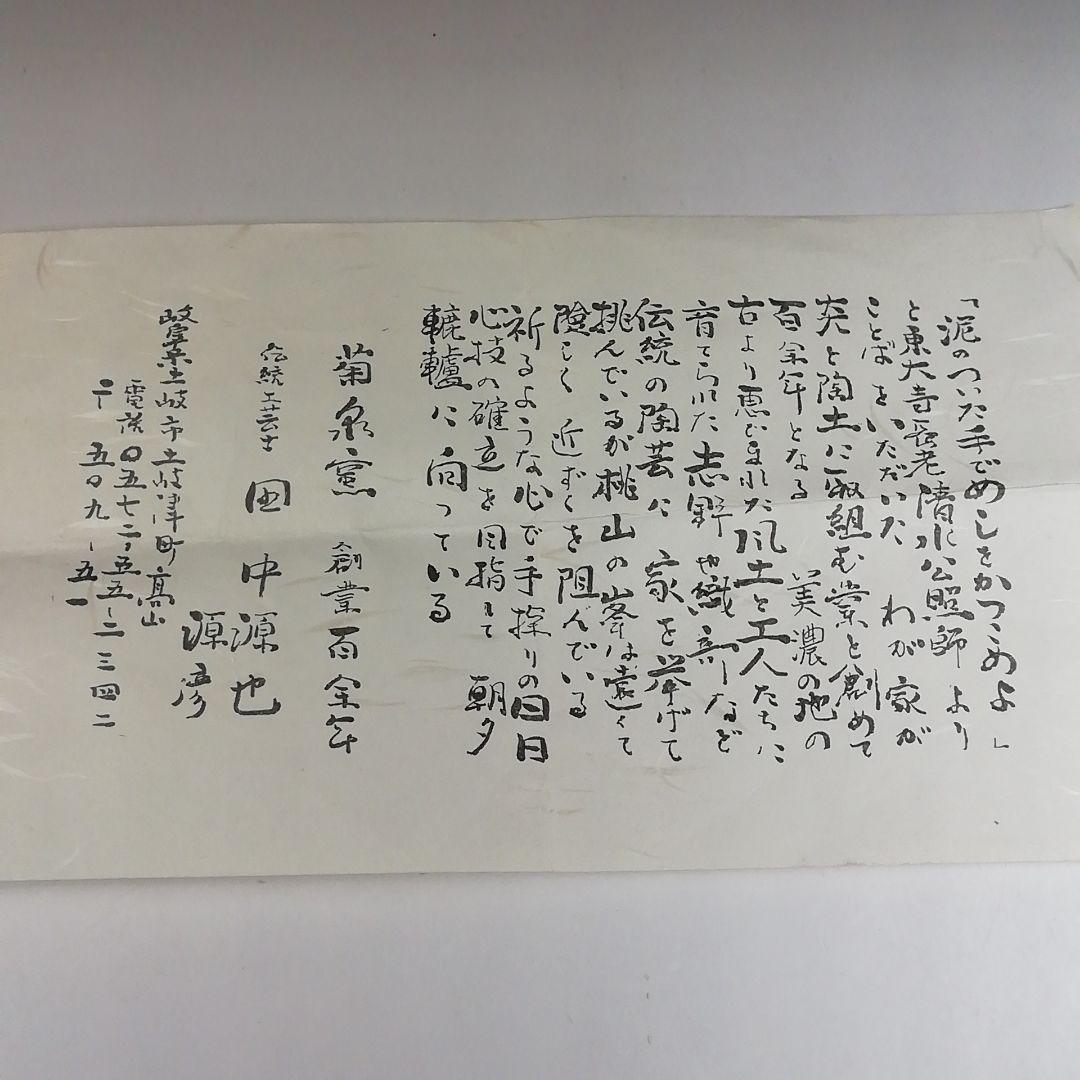 「泥のついた手でめしをかっこめよ」
と東大寺長老清水公照師より
ことばをいただいた わが家が
炎と陶土に取組む業を創めて
百余年となる 美濃の地の
古より恵まれた風土と工人たちに
育てられた志野や織部など
伝統の陶芸に 家を挙げて
挑んでいるが桃山の峯は遠くて
険しく 近ずくを阻んでいる
祈るような心で手探りの日日
心技の確立を目指して 朝夕
轆轤に向っている
菊泉窯 創業百余年
伝統工芸士 田中源也
源彦
岐阜県土岐市土岐津町高山
電話〇五七二・五五-二三四二
〒 五〇九-五一